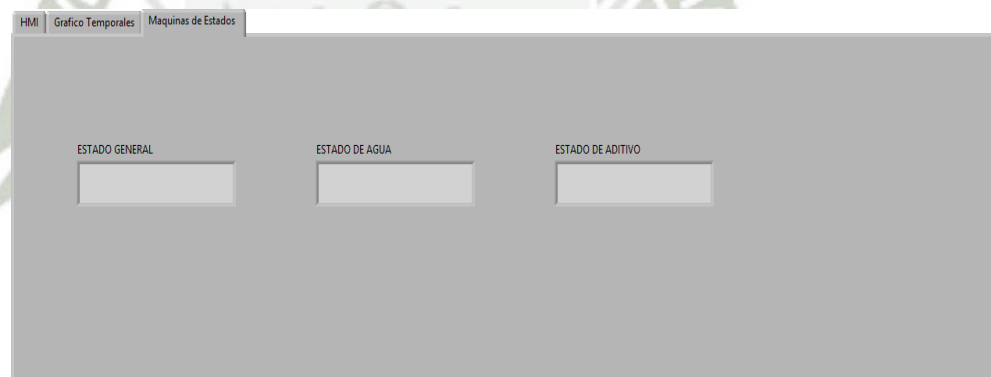 HMI Grafico Temporales Maquinas de Estados
ESTADO GENERAL ESTADO DE AGUA ESTADO DE ADITIVO